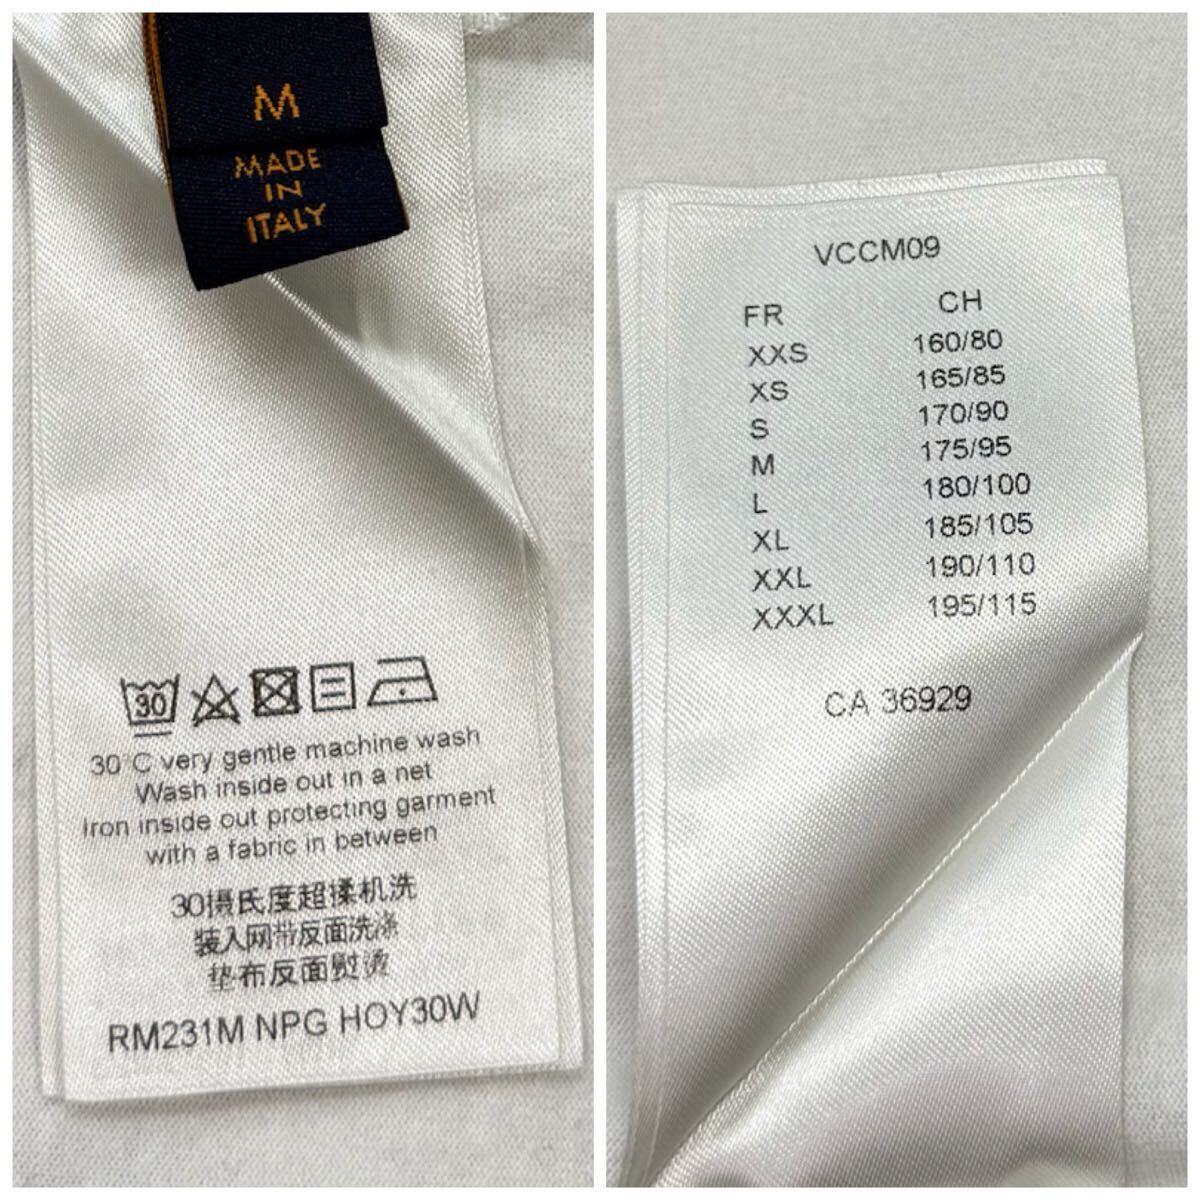 M
MADE
IN
ITALY
30
30°C very gentle machine wash
Wash inside out in a net
Iron inside out protecting garment
with a fabric in between
30摄氏度超揉机洗
装入网带反面洗涤
垫布反面熨烫
RM231M NPG HOY30W
VCCM09
FR CH
XXS 160/80
XS 165/85
S 170/90
M 175/95
L 180/100
XL 185/105
XXL 190/110
XXXL 195/115
CA 36929